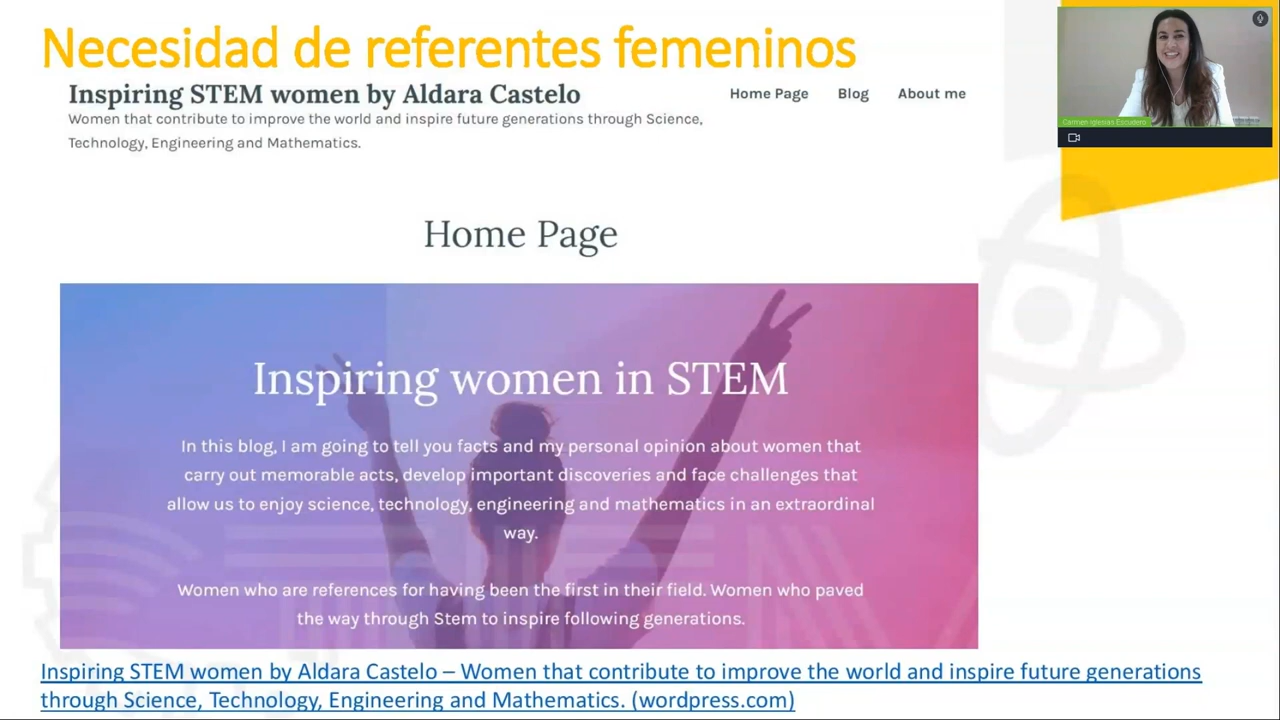 Necesidad de referentes femeninos
Inspiring STEM women by Aldara Castelo
Home Page Blog About me
Women that contribute to improve the world and inspire future generations through Science,
Technology, Engineering and Mathematics.
Carmen Iglesias Escudero
Home Page
Inspiring women in STEM
In this blog, I am going to tell you facts and my personal opinion about women that
carry out memorable acts, develop important discoveries and face challenges that
allow us to enjoy science, technology, engineering and mathematics in an extraordinal
way.
Women who are references for having been the first in their field. Women who paved
the way through Stem to inspire following generations.
Inspiring STEM women by Aldara Castelo – Women that contribute to improve the world and inspire future generations
through Science, Technology, Engineering and Mathematics. (wordpress.com)